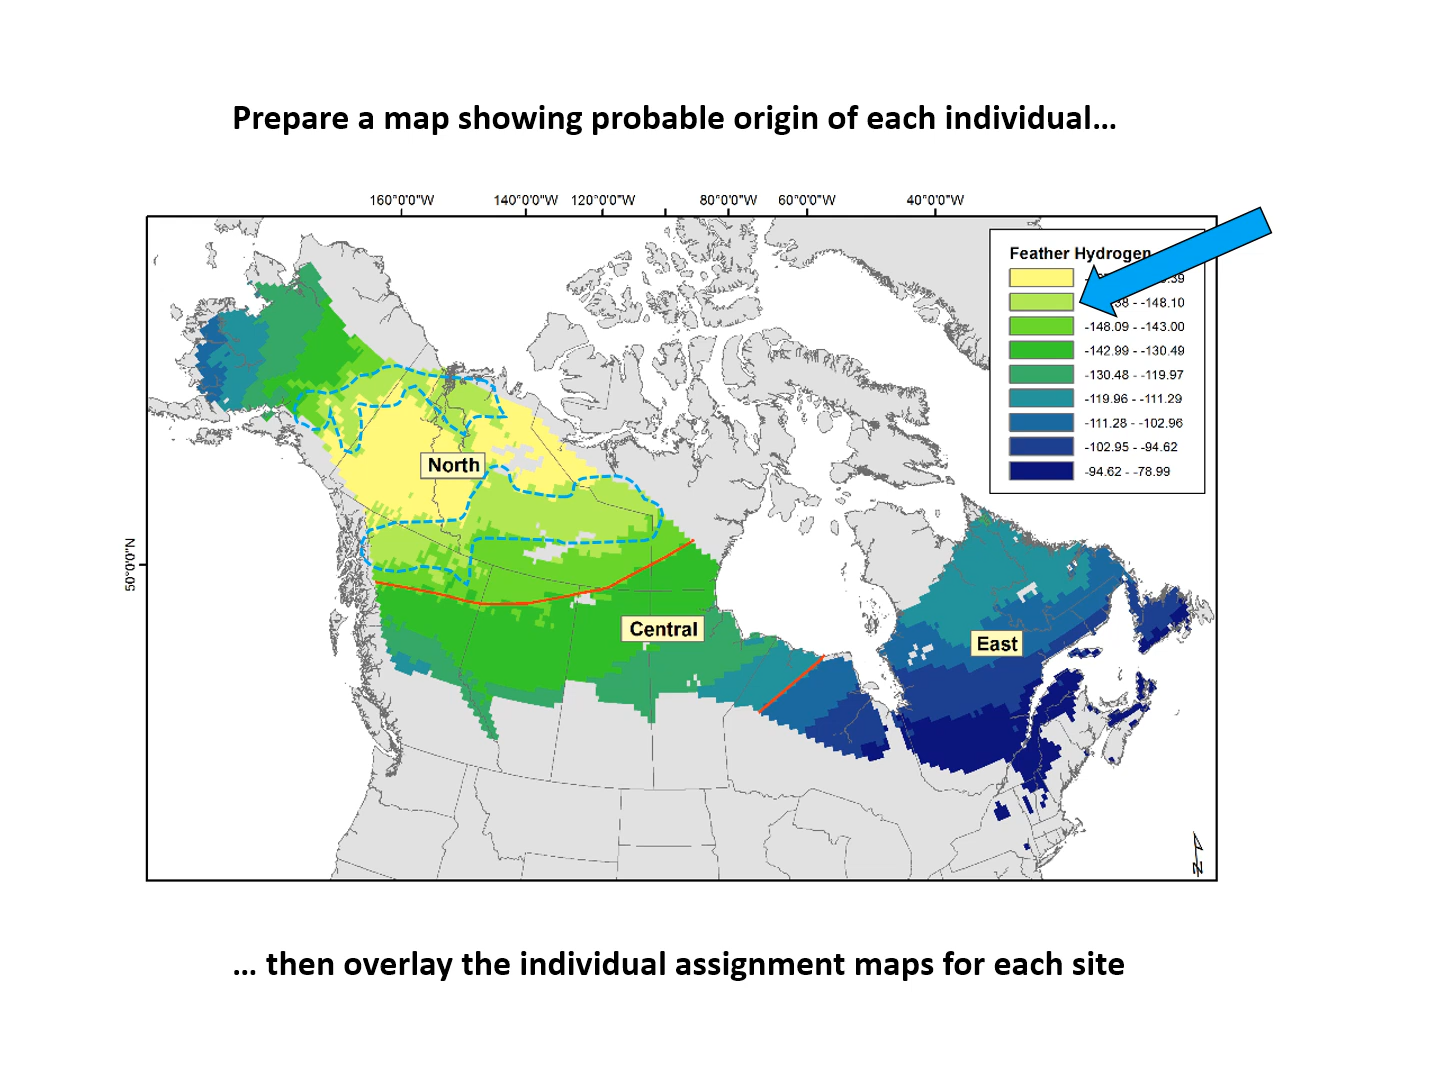 Prepare a map showing probable origin of each individual…
160°0'0"W 140°0'0"W 120°0'0"W 80°0'0"W 60°0'0"W 40°0'0"W
Feather Hydrogen
-148.10
-148.09 - -143.00
-142.99 - -130.49
-130.48 - -119.97
-119.96 - -111.29
-111.28 - -102.96
-102.95 - -94.62
-94.62 - -78.99
North
50°0'0"N
Central
East
… then overlay the individual assignment maps for each site